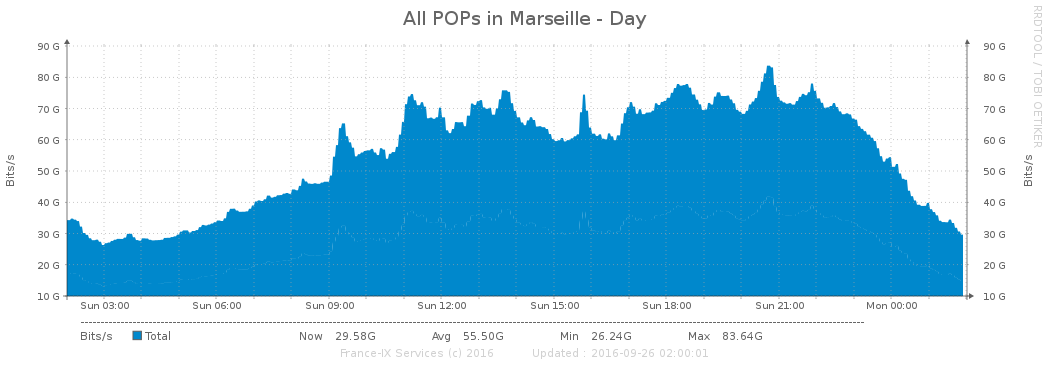 All POPs in Marseille - Day
RRDTOOL / TOBI OETIKER
Bits/s
90 G 90 G
80 G 80 G
70 G 70 G
60 G 60 G
50 G 50 G
40 G 40 G
30 G 30 G
20 G 20 G
10 G 10 G
Bits/s
Sun 03:00 Sun 06:00 Sun 09:00 Sun 12:00 Sun 15:00 Sun 18:00 Sun 21:00 Mon 00:00
Bits/s Total Now 29.58G Avg 55.50G Min 26.24G Max 83.64G
France-IX Services (c) 2016 Updated : 2016-09-26 02:00:01